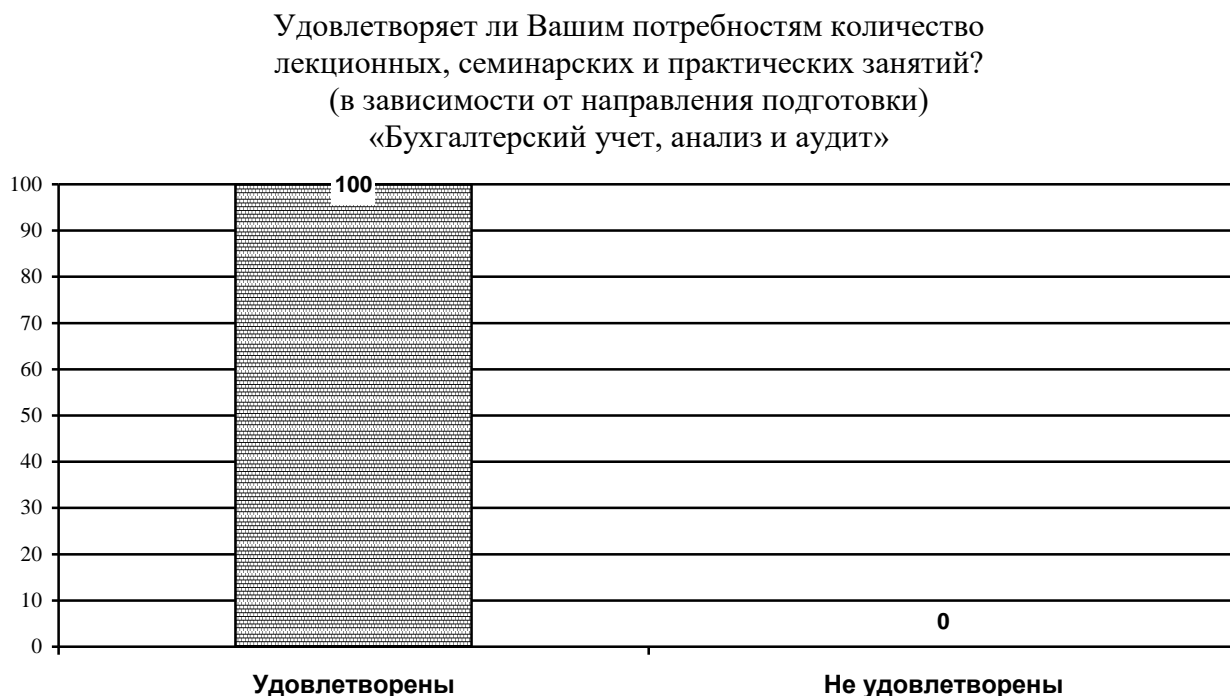 Удовлетворяет ли Вашим потребностям количество
лекционных, семинарских и практических занятий?
(в зависимости от направления подготовки)
«Бухгалтерский учет, анализ и аудит»
100
100
90
80
70
60
50
40
30
20
10
0
0
Удовлетворены
Не удовлетворены